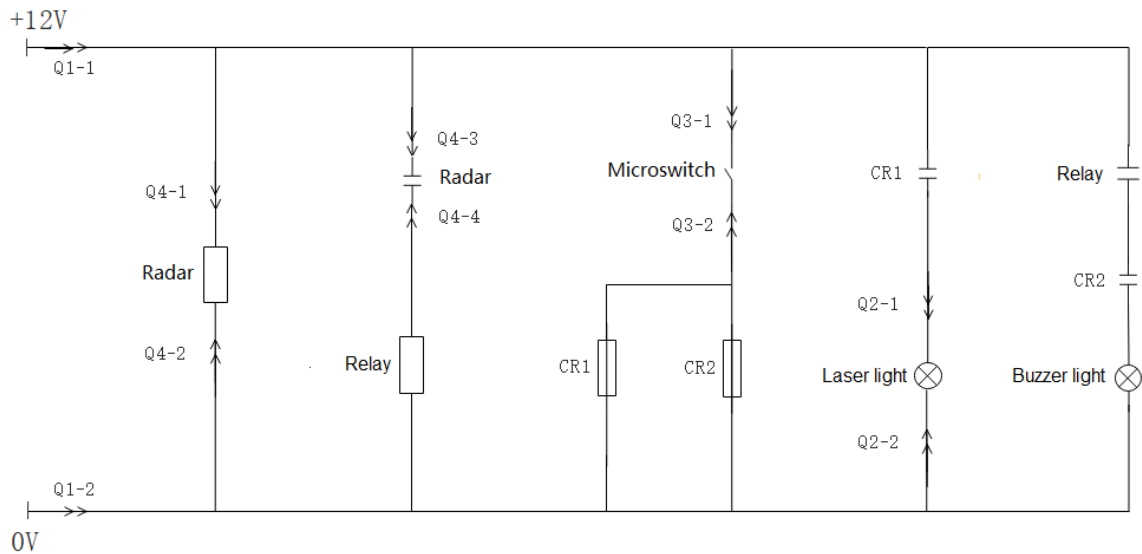 +12V
Q1-1
Q4-3
Radar
Q4-4
Q3-1
Microswitch
Q3-2
CR1
Relay
Q4-1
Radar
Q4-2
Relay
CR1
CR2
Q2-1
Laser light
Q2-2
CR2
Buzzer light
Q1-2
0V